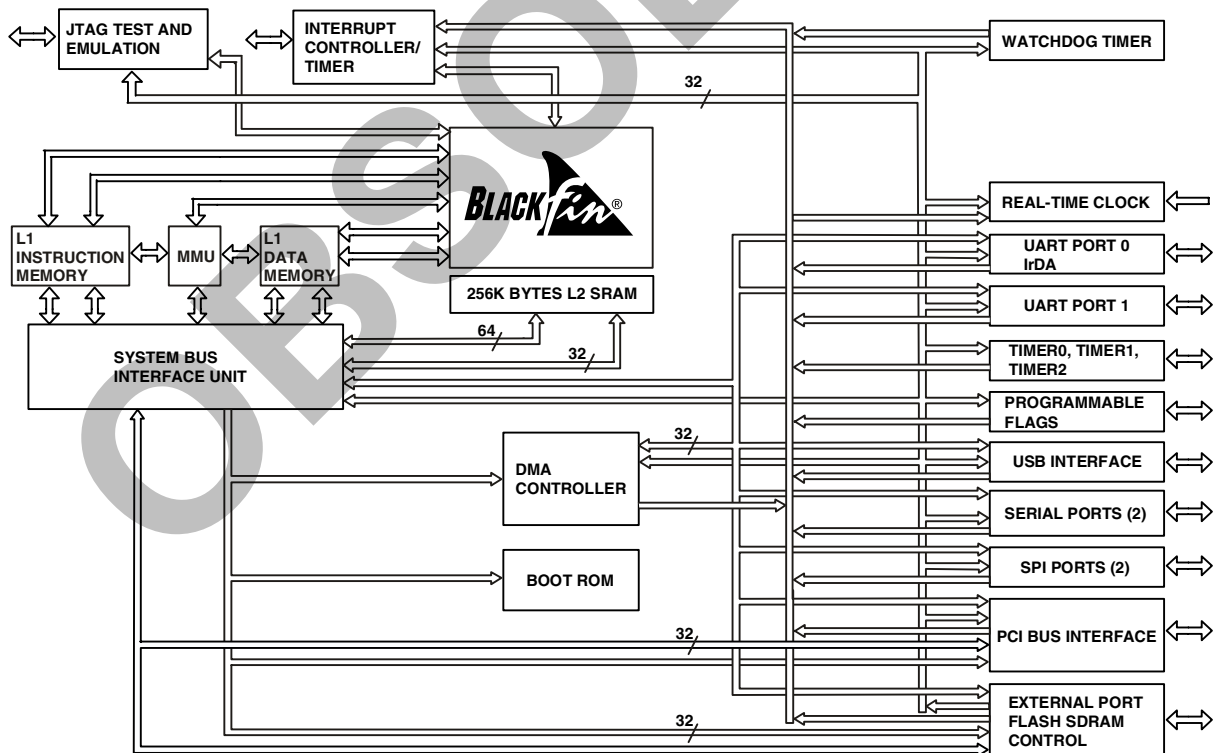 JTAG TEST AND
EMULATION
INTERRUPT
CONTROLLER/
TIMER
WATCHDOG TIMER
32
BLACKfin®
REAL-TIME CLOCK
L1
INSTRUCTION
MEMORY
MMU
L1
DATA
MEMORY
UART PORT 0
IrDA
256K BYTES L2 SRAM
UART PORT 1
64
32
SYSTEM BUS
INTERFACE UNIT
TIMER0, TIMER1,
TIMER2
PROGRAMMABLE
FLAGS
32
DMA
CONTROLLER
USB INTERFACE
SERIAL PORTS (2)
BOOT ROM
SPI PORTS (2)
32
PCI BUS INTERFACE
32
EXTERNAL PORT
FLASH SDRAM
CONTROL